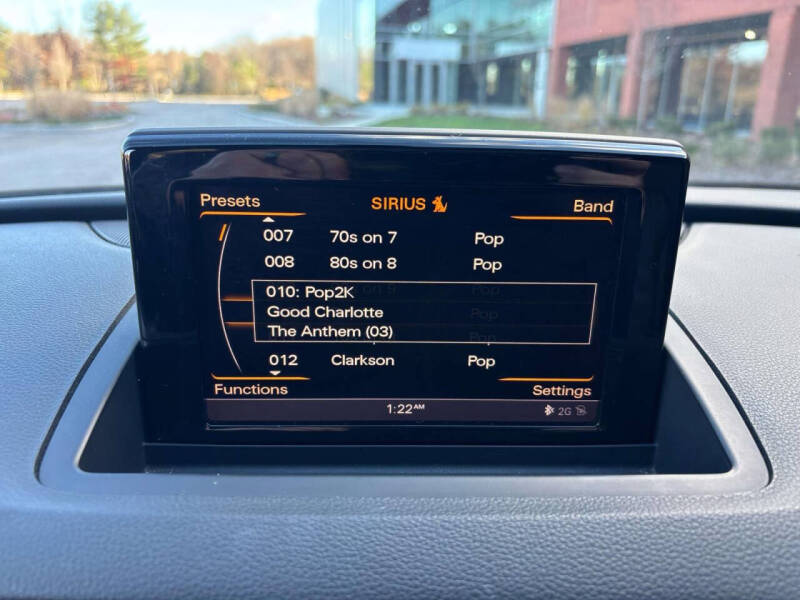 Presets SIRIUS Band
007 70s on 7 Pop
008 80s on 8 Pop
010: Pop2K
Good Charlotte
The Anthem (03)
012 Clarkson Pop
Functions Settings
1:22AM 2G